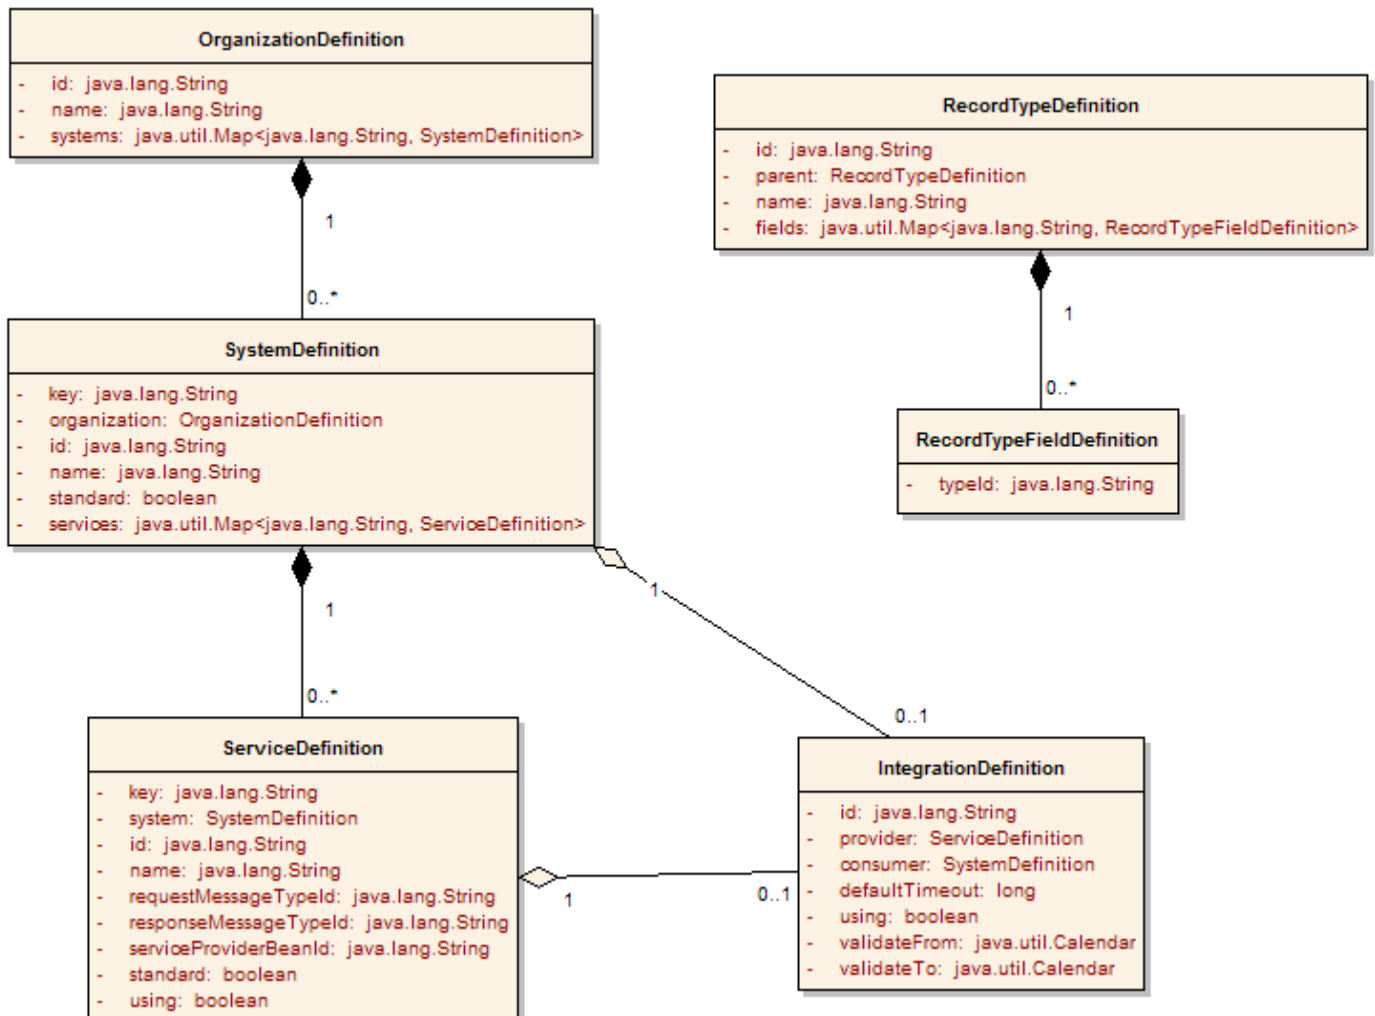 OrganizationDefinition
- id: java.lang.String
- name: java.lang.String
- systems: java.util.Map<java.lang.String, SystemDefinition>
1
0..*
SystemDefinition
- key: java.lang.String
- organization: OrganizationDefinition
- id: java.lang.String
- name: java.lang.String
- standard: boolean
- services: java.util.Map<java.lang.String, ServiceDefinition>
1
0..*
1
0..1
ServiceDefinition
- key: java.lang.String
- system: SystemDefinition
- id: java.lang.String
- name: java.lang.String
- requestMessageTypeId: java.lang.String
- responseMessageTypeId: java.lang.String
- serviceProviderBeanId: java.lang.String
- standard: boolean
- using: boolean
1
0..1
IntegrationDefinition
- id: java.lang.String
- provider: ServiceDefinition
- consumer: SystemDefinition
- defaultTimeout: long
- using: boolean
- validateFrom: java.util.Calendar
- validateTo: java.util.Calendar
RecordTypeDefinition
- id: java.lang.String
- parent: RecordTypeDefinition
- name: java.lang.String
- fields: java.util.Map<java.lang.String, RecordTypeFieldDefinition>
1
0..*
RecordTypeFieldDefinition
- typeId: java.lang.String